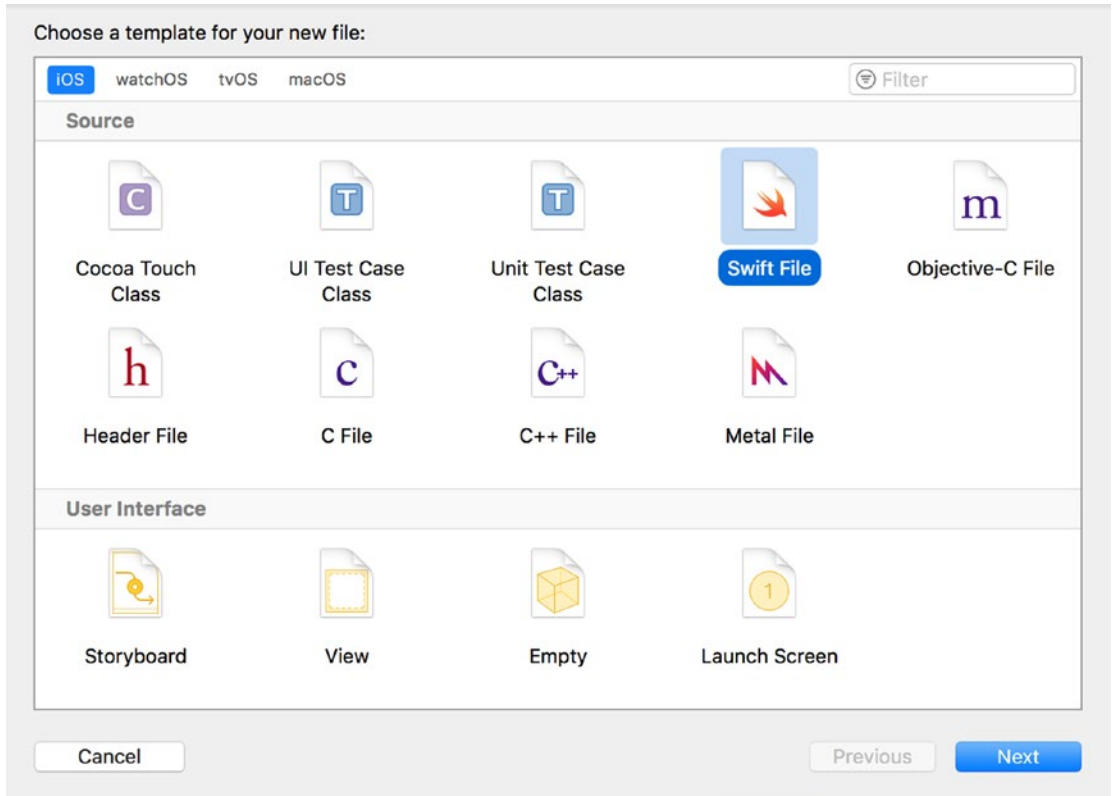 Choose a template for your new file:
iOS watchOS tvOS macOS Filter
Source
C T T m
Cocoa Touch Class UI Test Case Class Unit Test Case Class Swift File Objective-C File
h c C++
Header File C File C++ File Metal File
User Interface
1
Storyboard View Empty Launch Screen
Cancel Previous Next